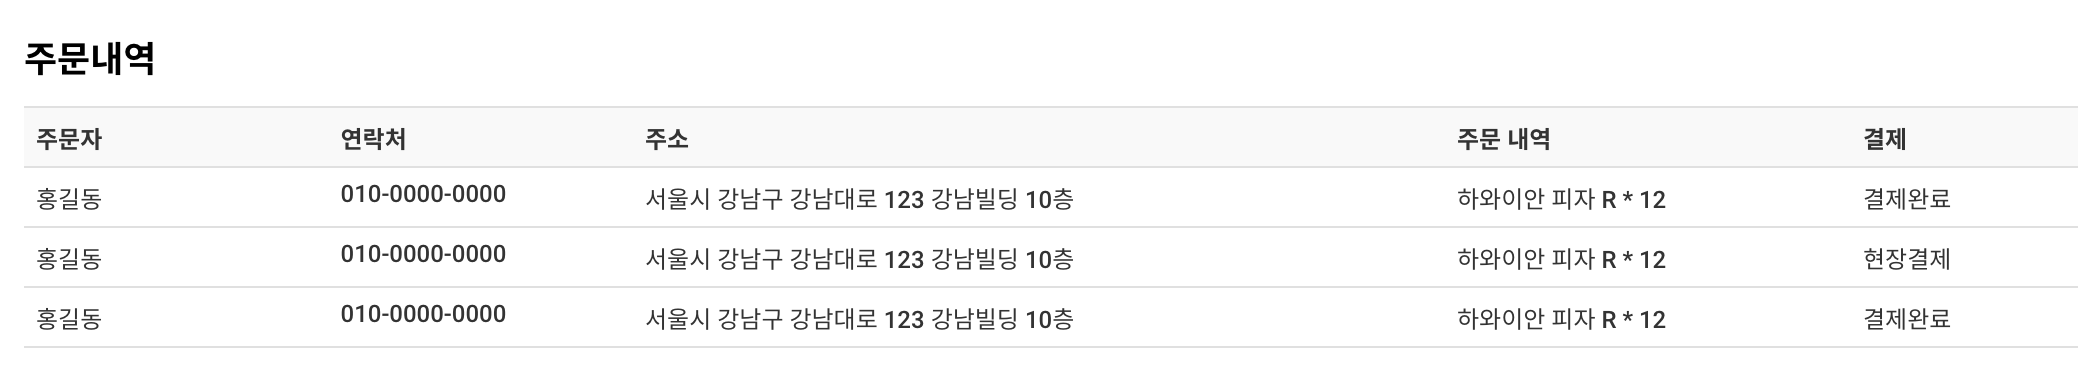 주문내역
주문자 연락처 주소 주문 내역 결제
홍길동 010-0000-0000 서울시 강남구 강남대로 123 강남빌딩 10층 하와이안 피자 R * 12 결제완료
홍길동 010-0000-0000 서울시 강남구 강남대로 123 강남빌딩 10층 하와이안 피자 R * 12 현장결제
홍길동 010-0000-0000 서울시 강남구 강남대로 123 강남빌딩 10층 하와이안 피자 R * 12 결제완료